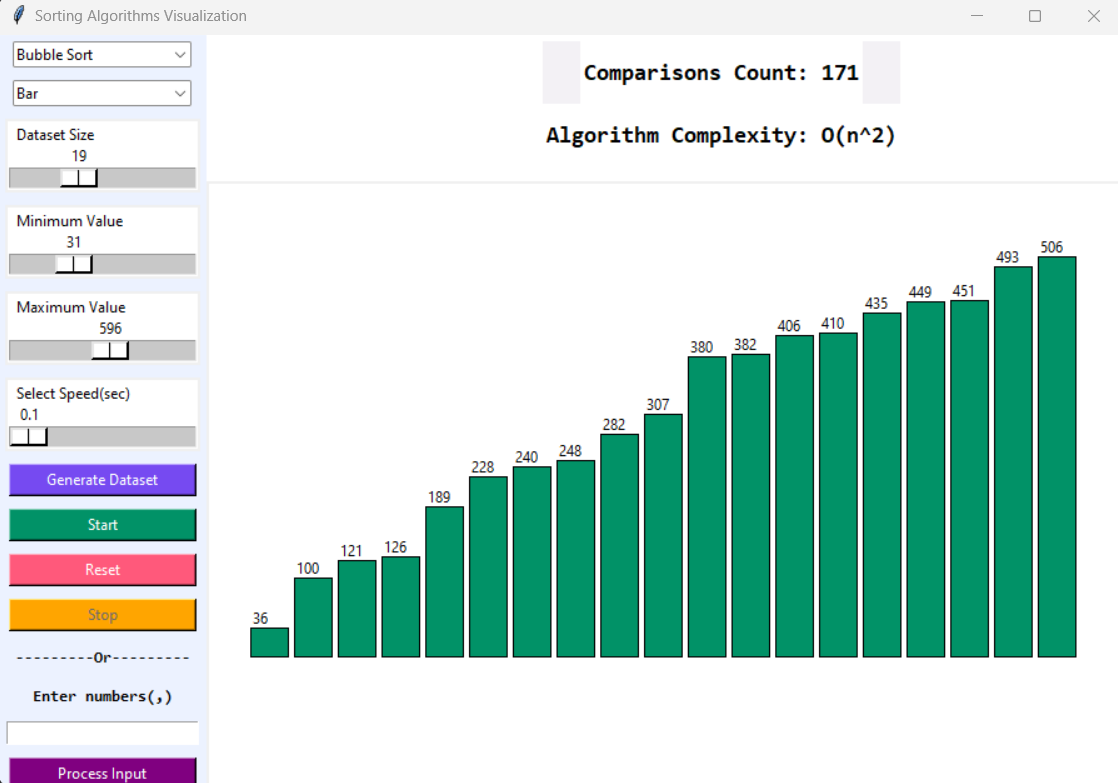 Sorting Algorithms Visualization
Bubble Sort
Bar
Dataset Size
19
Minimum Value
31
Maximum Value
596
Select Speed(sec)
0.1
Generate Dataset
Start
Reset
Stop
---------Or---------
Enter numbers(,)
Process Input
Comparisons Count: 171
Algorithm Complexity: O(n^2)
36
100
121
126
189
228
240
248
282
307
380
382
406
410
435
449
451
493
506